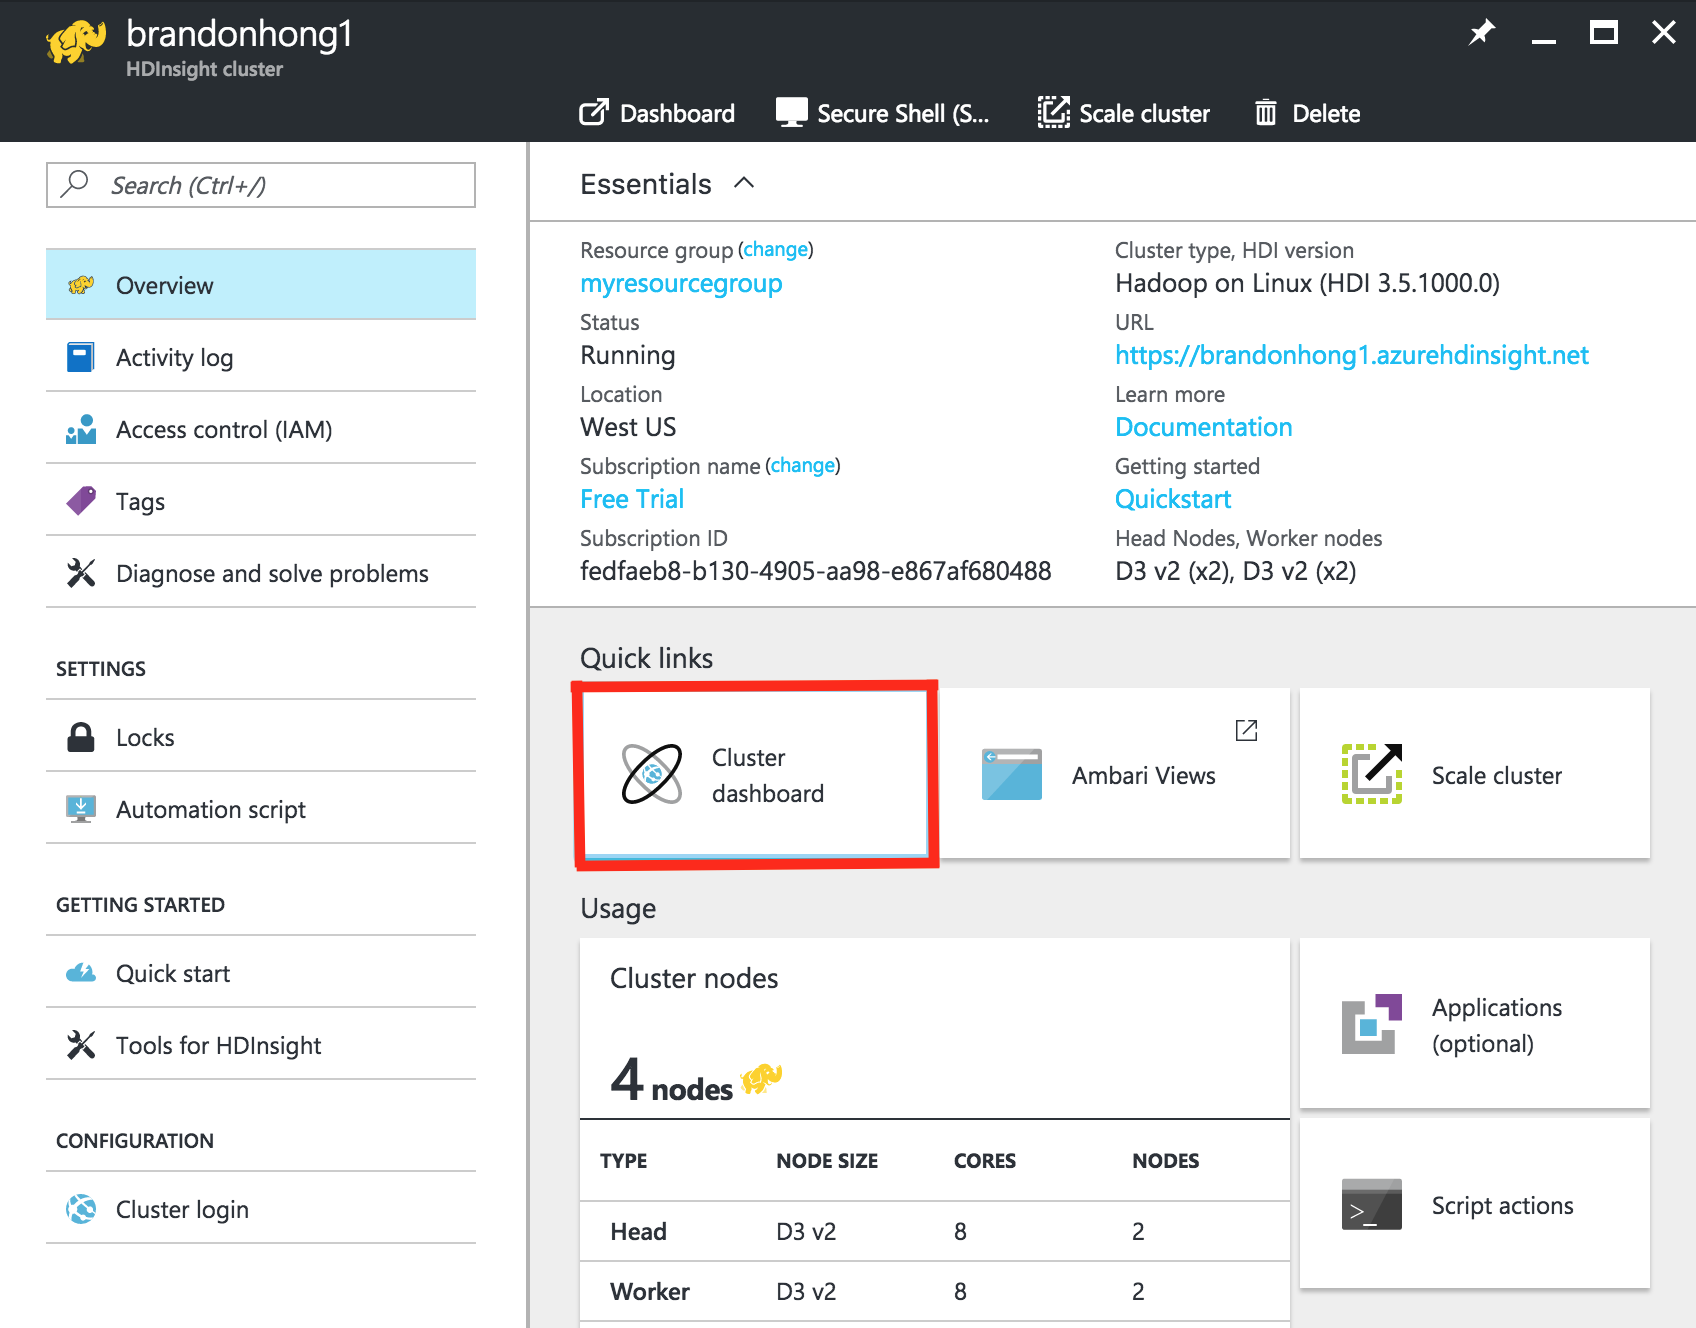 brandonhong1
HDInsight cluster
Dashboard
Secure Shell (S...
Scale cluster
Delete
Search (Ctrl+/)
Overview
Activity log
Access control (IAM)
Tags
Diagnose and solve problems
SETTINGS
Locks
Automation script
GETTING STARTED
Quick start
Tools for HDInsight
CONFIGURATION
Cluster login
Essentials
Resource group (change)
myresourcegroup
Status
Running
Location
West US
Subscription name (change)
Free Trial
Subscription ID
fedfaeb8-b130-4905-aa98-e867af680488
Cluster type, HDI version
Hadoop on Linux (HDI 3.5.1000.0)
URL
https://brandonhong1.azurehdinsight.net
Learn more
Documentation
Getting started
Quickstart
Head Nodes, Worker nodes
D3 v2 (x2), D3 v2 (x2)
Quick links
Cluster
dashboard
Ambari Views
Scale cluster
Usage
Cluster nodes
4 nodes
TYPE NODE SIZE CORES NODES
Head D3 v2 8 2
Worker D3 v2 8 2
Applications
(optional)
>_
Script actions